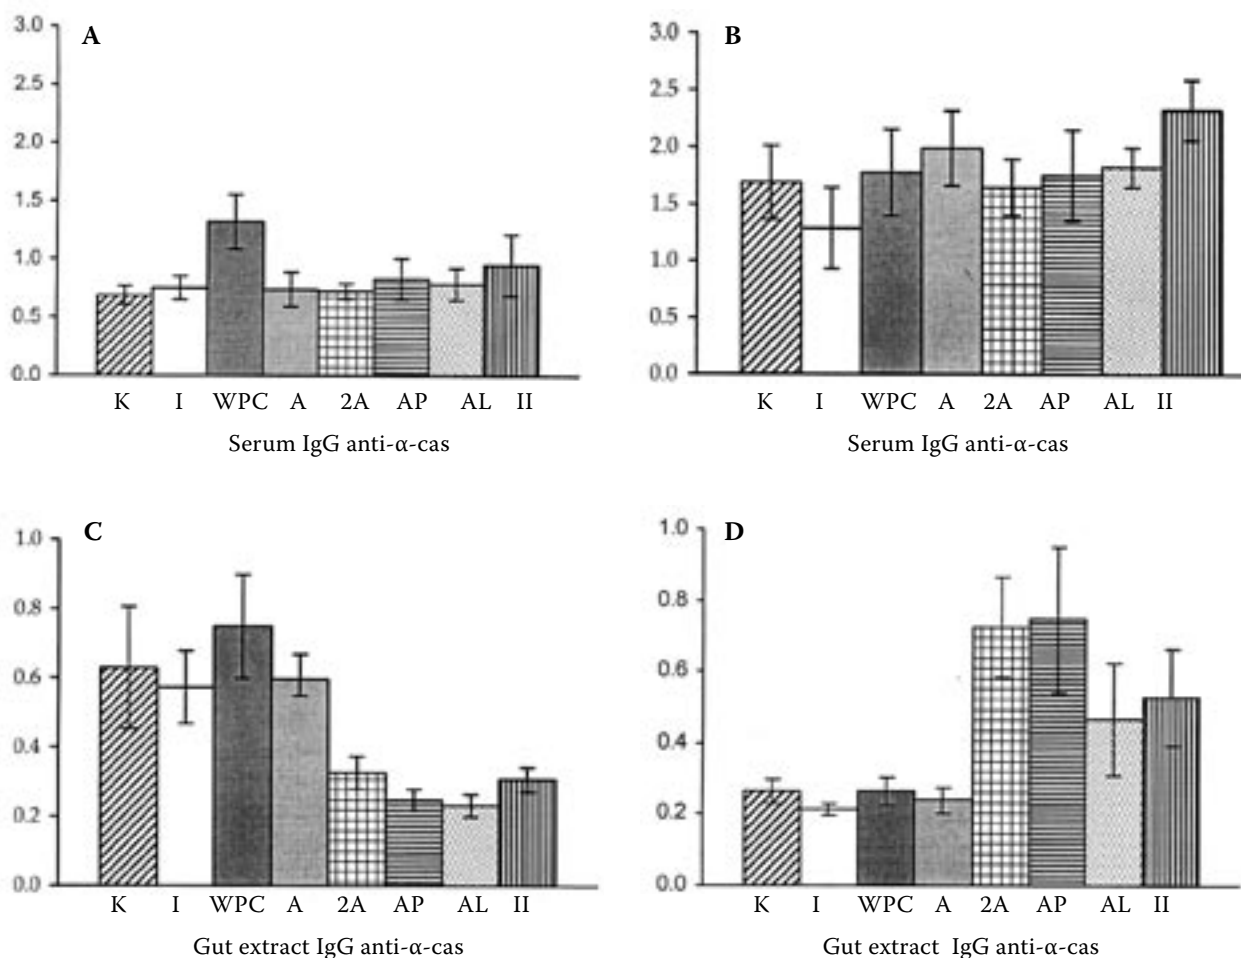 A
3.0
2.5
2.0
1.5
1.0
0.5
0.0
K I WPC A 2A AP AL II
Serum IgG anti-α-cas
B
3.0
2.5
2.0
1.5
1.0
0.5
0.0
K I WPC A 2A AP AL II
Serum IgG anti-α-cas
C
1.0
0.8
0.6
0.4
0.2
0.0
K I WPC A 2A AP AL II
Gut extract IgG anti-α-cas
D
1.0
0.8
0.6
0.4
0.2
0.0
K I WPC A 2A AP AL II
Gut extract IgG anti-α-cas